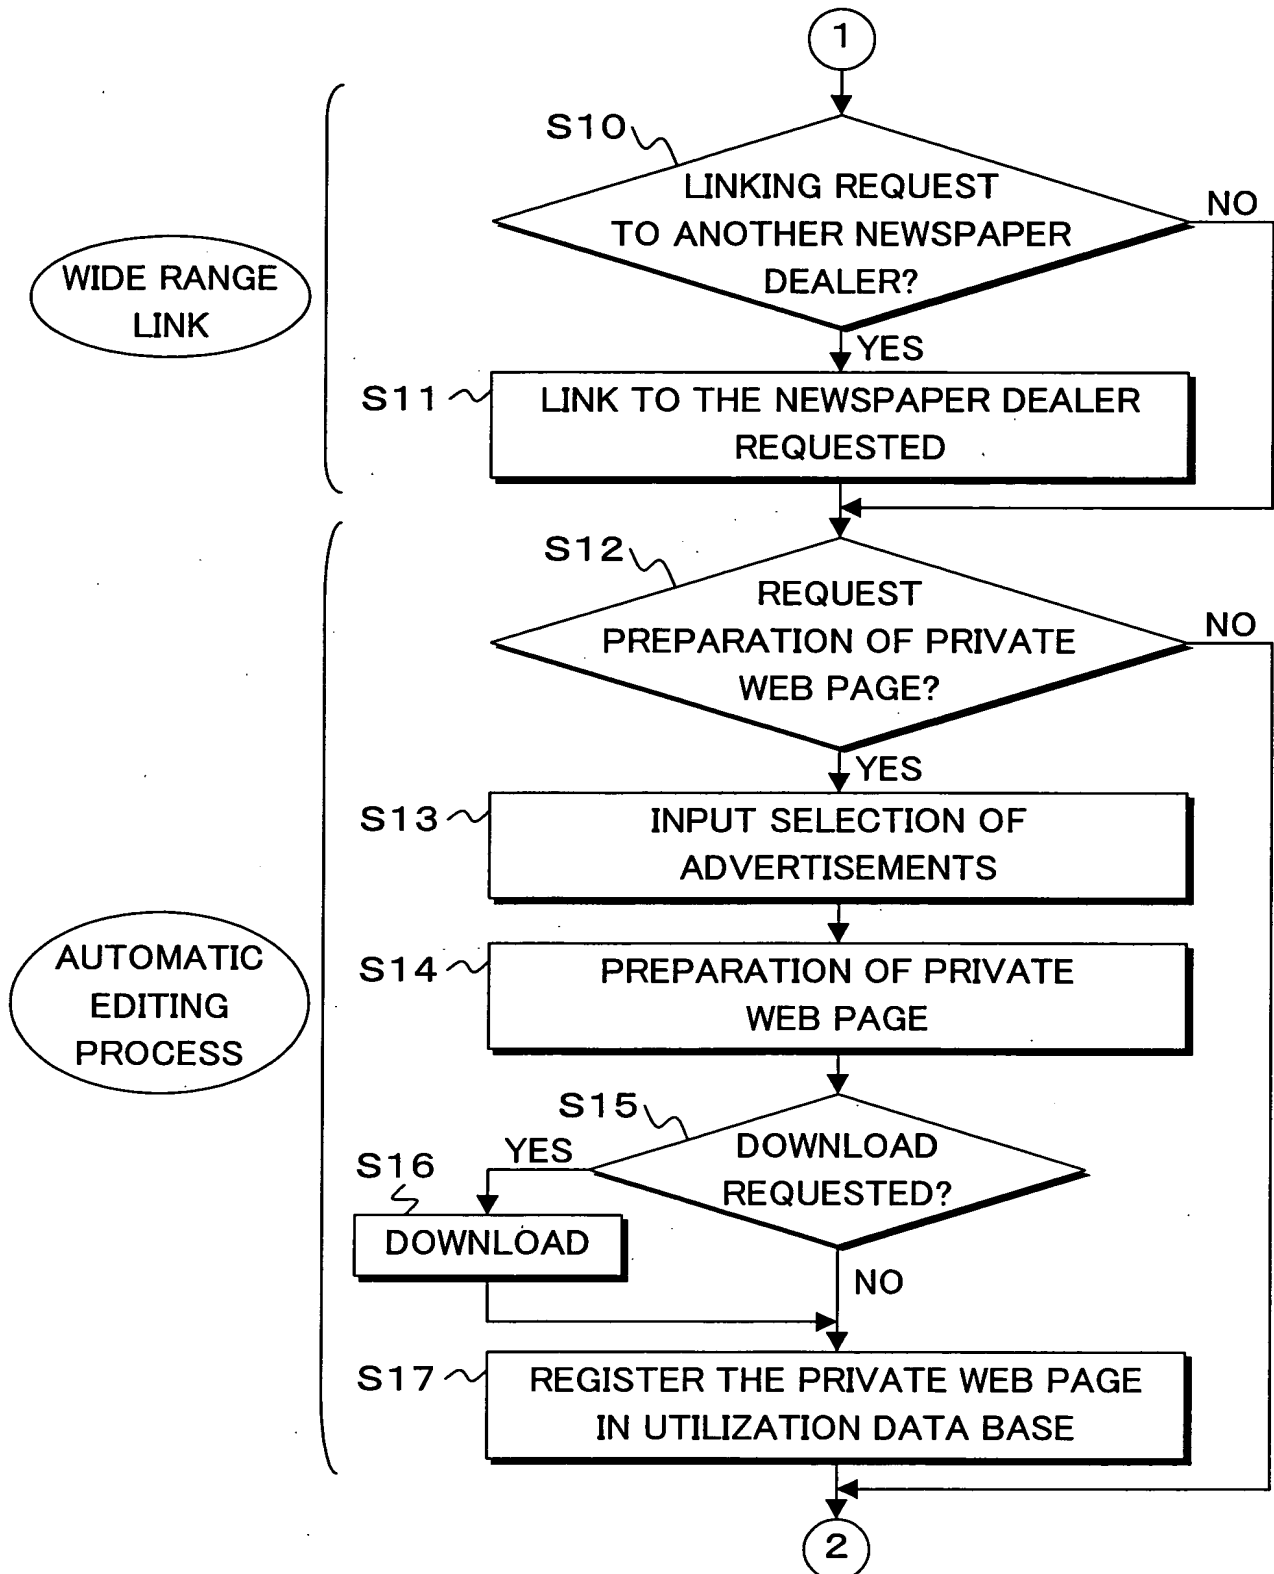 1
S10
LINKING REQUEST
TO ANOTHER NEWSPAPER
DEALER?
NO
WIDE RANGE
LINK
YES
S11
LINK TO THE NEWSPAPER DEALER
REQUESTED
S12
REQUEST
PREPARATION OF PRIVATE
WEB PAGE?
NO
YES
S13
INPUT SELECTION OF
ADVERTISEMENTS
AUTOMATIC
EDITING
PROCESS
S14
PREPARATION OF PRIVATE
WEB PAGE
S15
DOWNLOAD
REQUESTED?
YES
S16
DOWNLOAD
NO
S17
REGISTER THE PRIVATE WEB PAGE
IN UTILIZATION DATA BASE
2